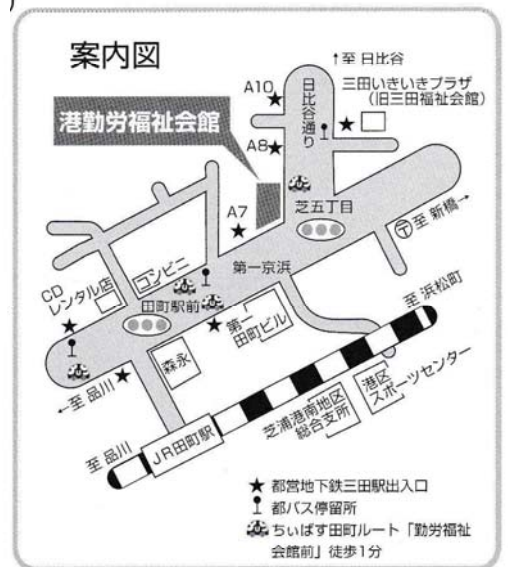 案内図
↑至 日比谷
A10
日比谷通り
三田いきいきプラザ
（旧三田福祉会館）
港勤労福祉会館
A8
A7
芝五丁目
〒至 新橋→
第一京浜
コンビニ
CD
レンタル店
田町駅前
第一
田町ビル
至 浜松町
森永
←至 品川
港区
スポーツセンター
芝浦港南地区
総合支所
JR田町駅
至 品川
★ 都営地下鉄三田駅出入口
都バス停留所
ちぃばす田町ルート「勤労福祉
会館前」徒歩1分